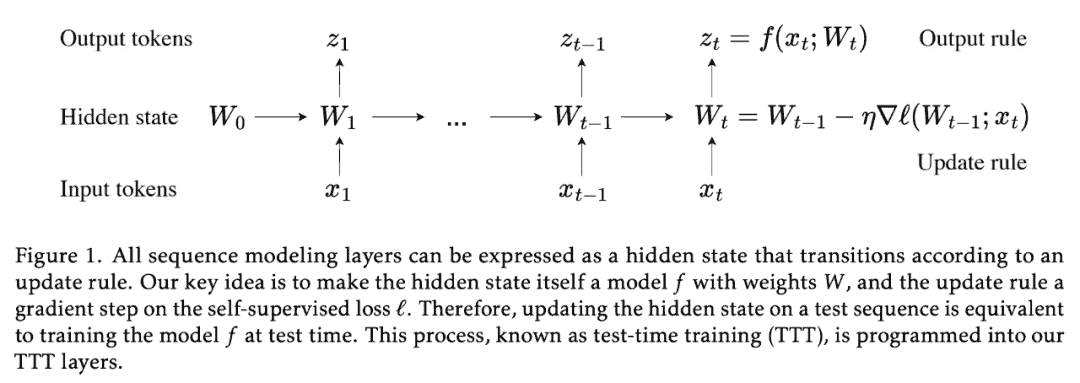 Output tokens z₁ zₜ₋₁ zₜ = f(xₜ; Wₜ) Output rule
Hidden state W₀ W₁ ... Wₜ₋₁ Wₜ = Wₜ₋₁ − η∇ℓ(Wₜ₋₁; xₜ)
Update rule
Input tokens x₁ xₜ₋₁ xₜ
Figure 1. All sequence modeling layers can be expressed as a hidden state that transitions according to an
update rule. Our key idea is to make the hidden state itself a model f with weights W, and the update rule a
gradient step on the self-supervised loss ℓ. Therefore, updating the hidden state on a test sequence is equivalent
to training the model f at test time. This process, known as test-time training (TTT), is programmed into our
TTT layers.